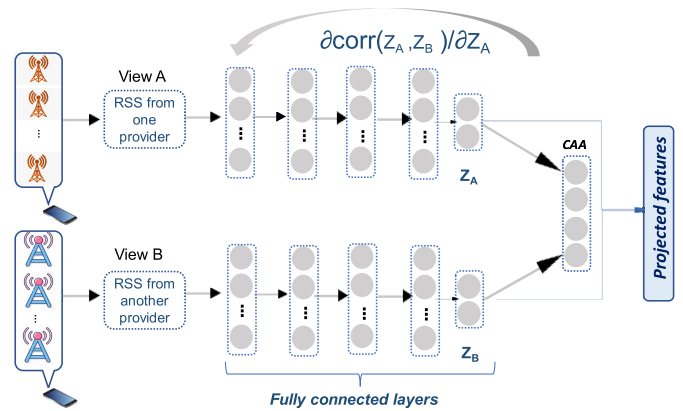 ∂corr(Z_A ,Z_B )/∂Z_A
View A
RSS from
one
provider
Z_A
CAA
Projected features
View B
RSS from
another
provider
Z_B
Fully connected layers